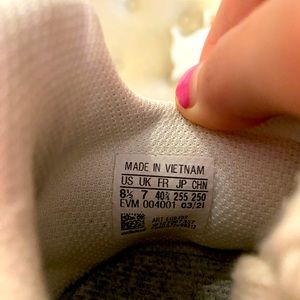 MADE IN VIETNAM
US UK FR JP CHN
8½ 7 40⅔ 255 250
EVM 004001 03/21